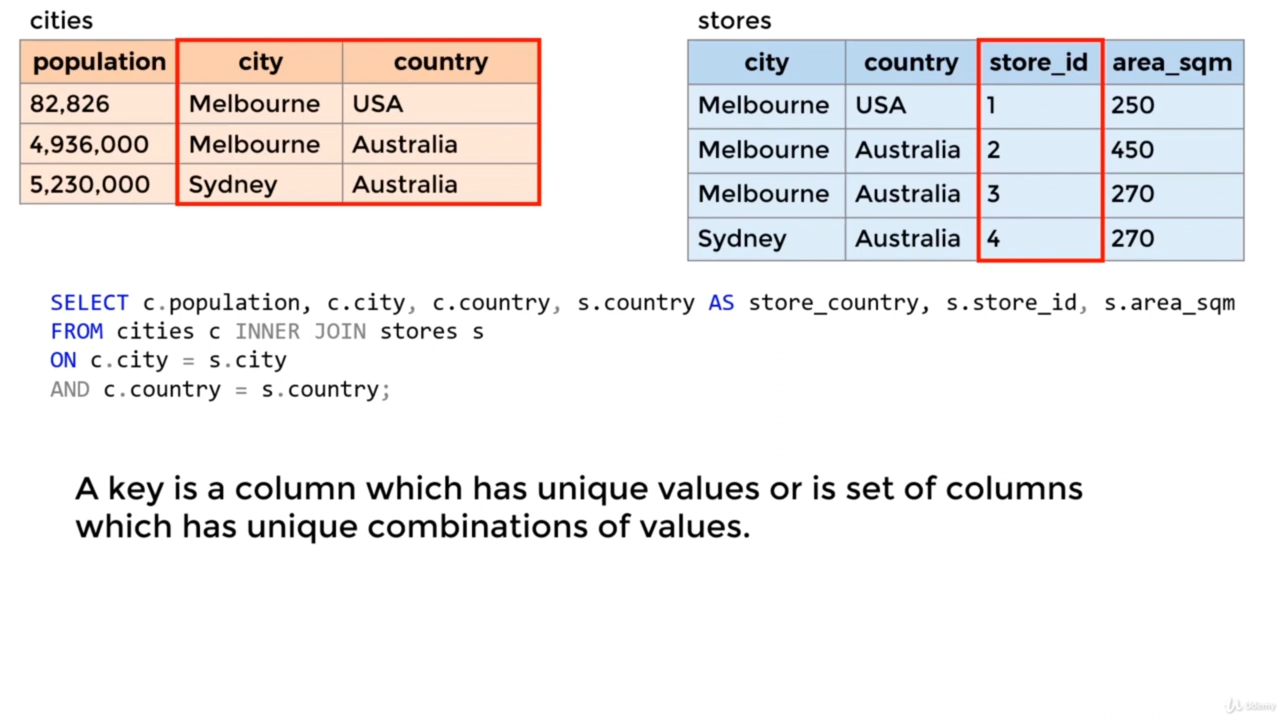 cities
population city country
82,826 Melbourne USA
4,936,000 Melbourne Australia
5,230,000 Sydney Australia
stores
city country store_id area_sqm
Melbourne USA 1 250
Melbourne Australia 2 450
Melbourne Australia 3 270
Sydney Australia 4 270
SELECT c.population, c.city, c.country, s.country AS store_country, s.store_id, s.area_sqm
FROM cities c INNER JOIN stores s
ON c.city = s.city
AND c.country = s.country;
A key is a column which has unique values or is set of columns
which has unique combinations of values.
Udemy